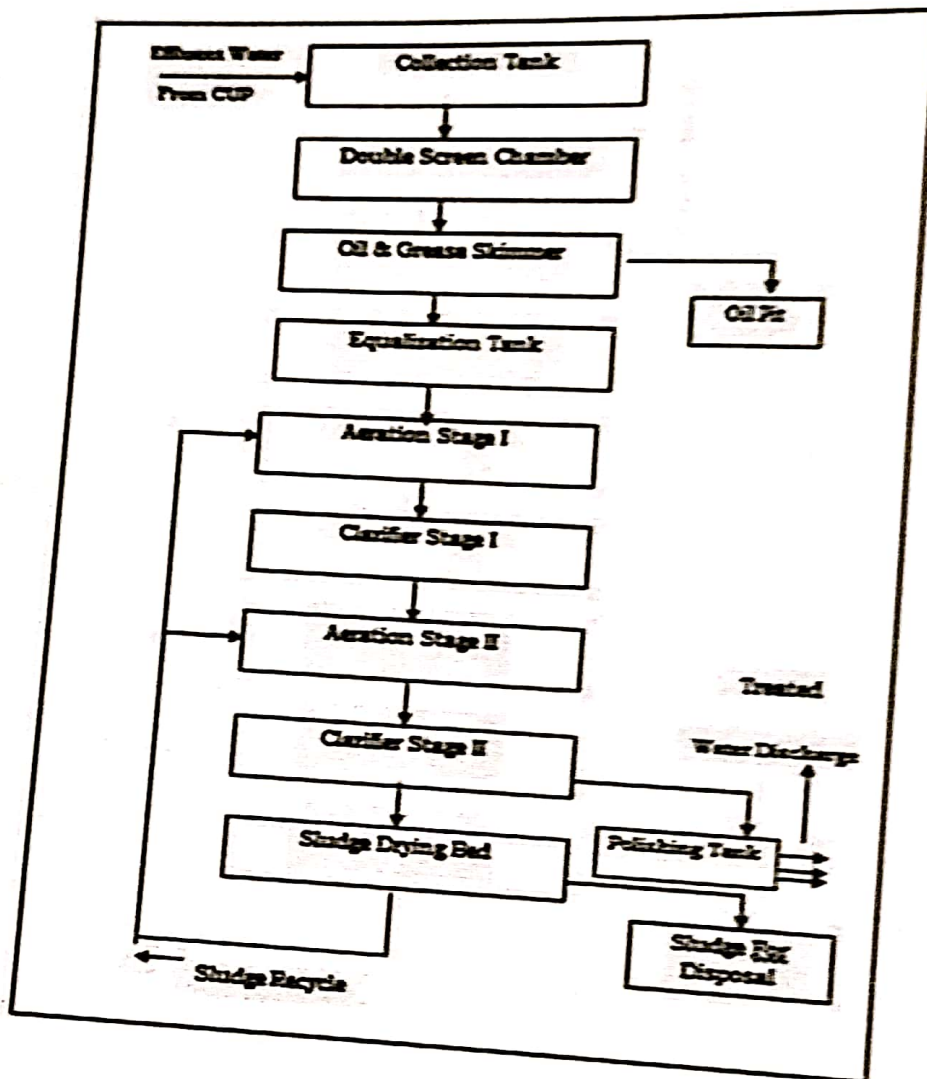 Effluent Water
From CUP
Collection Tank
Double Screen Chamber
Oil & Grease Skimmer
Oil Pit
Equalization Tank
Aeration Stage I
Clarifier Stage I
Aeration Stage II
Treated
Water Discharge
Clarifier Stage II
Polishing Tank
Sludge Drying Bed
Sludge For
Disposal
Sludge Recycle